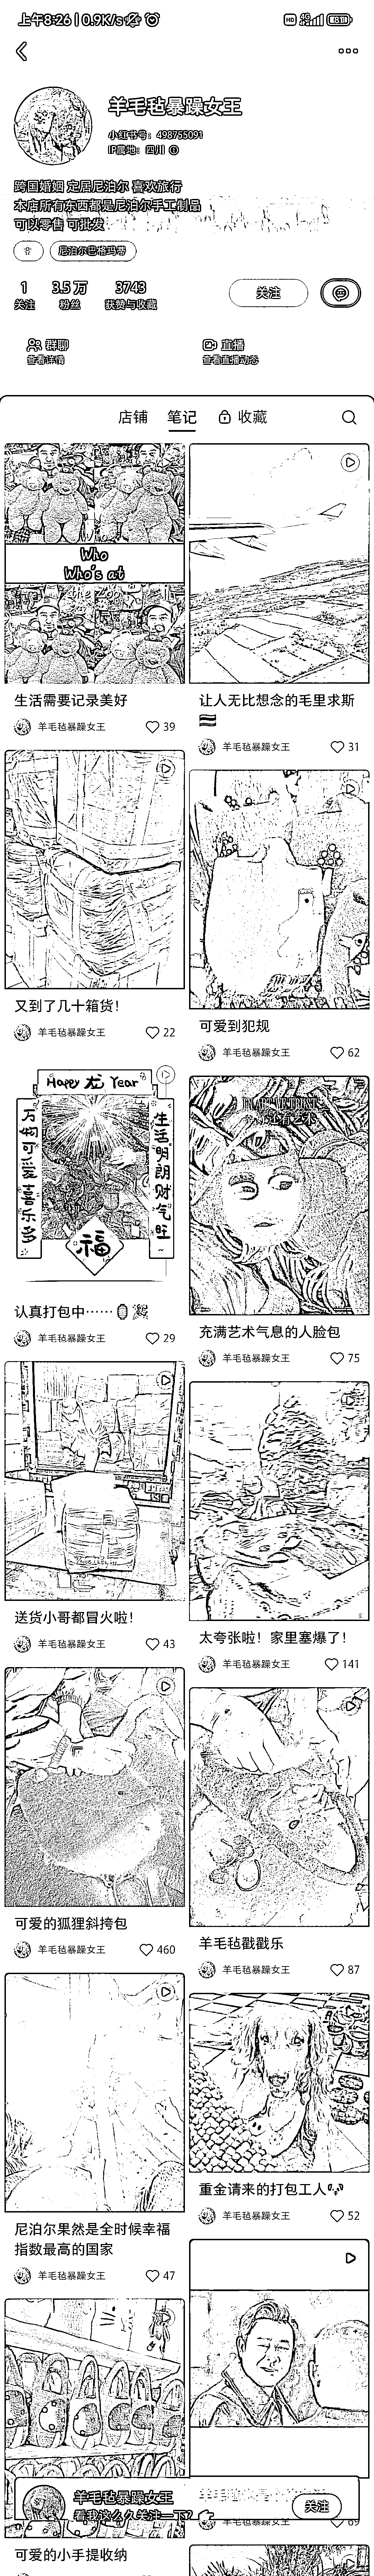 上午8:26 | 0.9K/s
羊毛毡暴躁女王
小红书号：498755091
IP属地：四川
跨国婚姻 定居尼泊尔 喜欢旅行
本店所有东西都是尼泊尔手工制品
可以零售 可批发
尼泊尔巴格玛蒂
1 3.5万 3743
关注 粉丝 获赞与收藏
关注
群聊 直播
查看详情 查看直播动态
店铺 笔记 收藏
Who
Who's at
生活需要记录美好
羊毛毡暴躁女王 39
让人无比想念的毛里求斯
羊毛毡暴躁女王 31
又到了几十箱货！
羊毛毡暴躁女王 22
可爱到犯规
羊毛毡暴躁女王 62
Happy 龙 Year
生活明朗财气旺
福
认真打包中……
羊毛毡暴躁女王 29
充满艺术气息的人脸包
羊毛毡暴躁女王 75
送货小哥都冒火啦！
羊毛毡暴躁女王 43
太夸张啦！家里塞爆了！
羊毛毡暴躁女王 141
可爱的狐狸斜挎包
羊毛毡暴躁女王 460
羊毛毡戳戳乐
羊毛毡暴躁女王 87
尼泊尔果然是全时候幸福
指数最高的国家
羊毛毡暴躁女王 47
重金请来的打包工人
羊毛毡暴躁女王 52
羊毛毡暴躁女王
看我这么久关注一下？
关注
可爱的小手提收纳